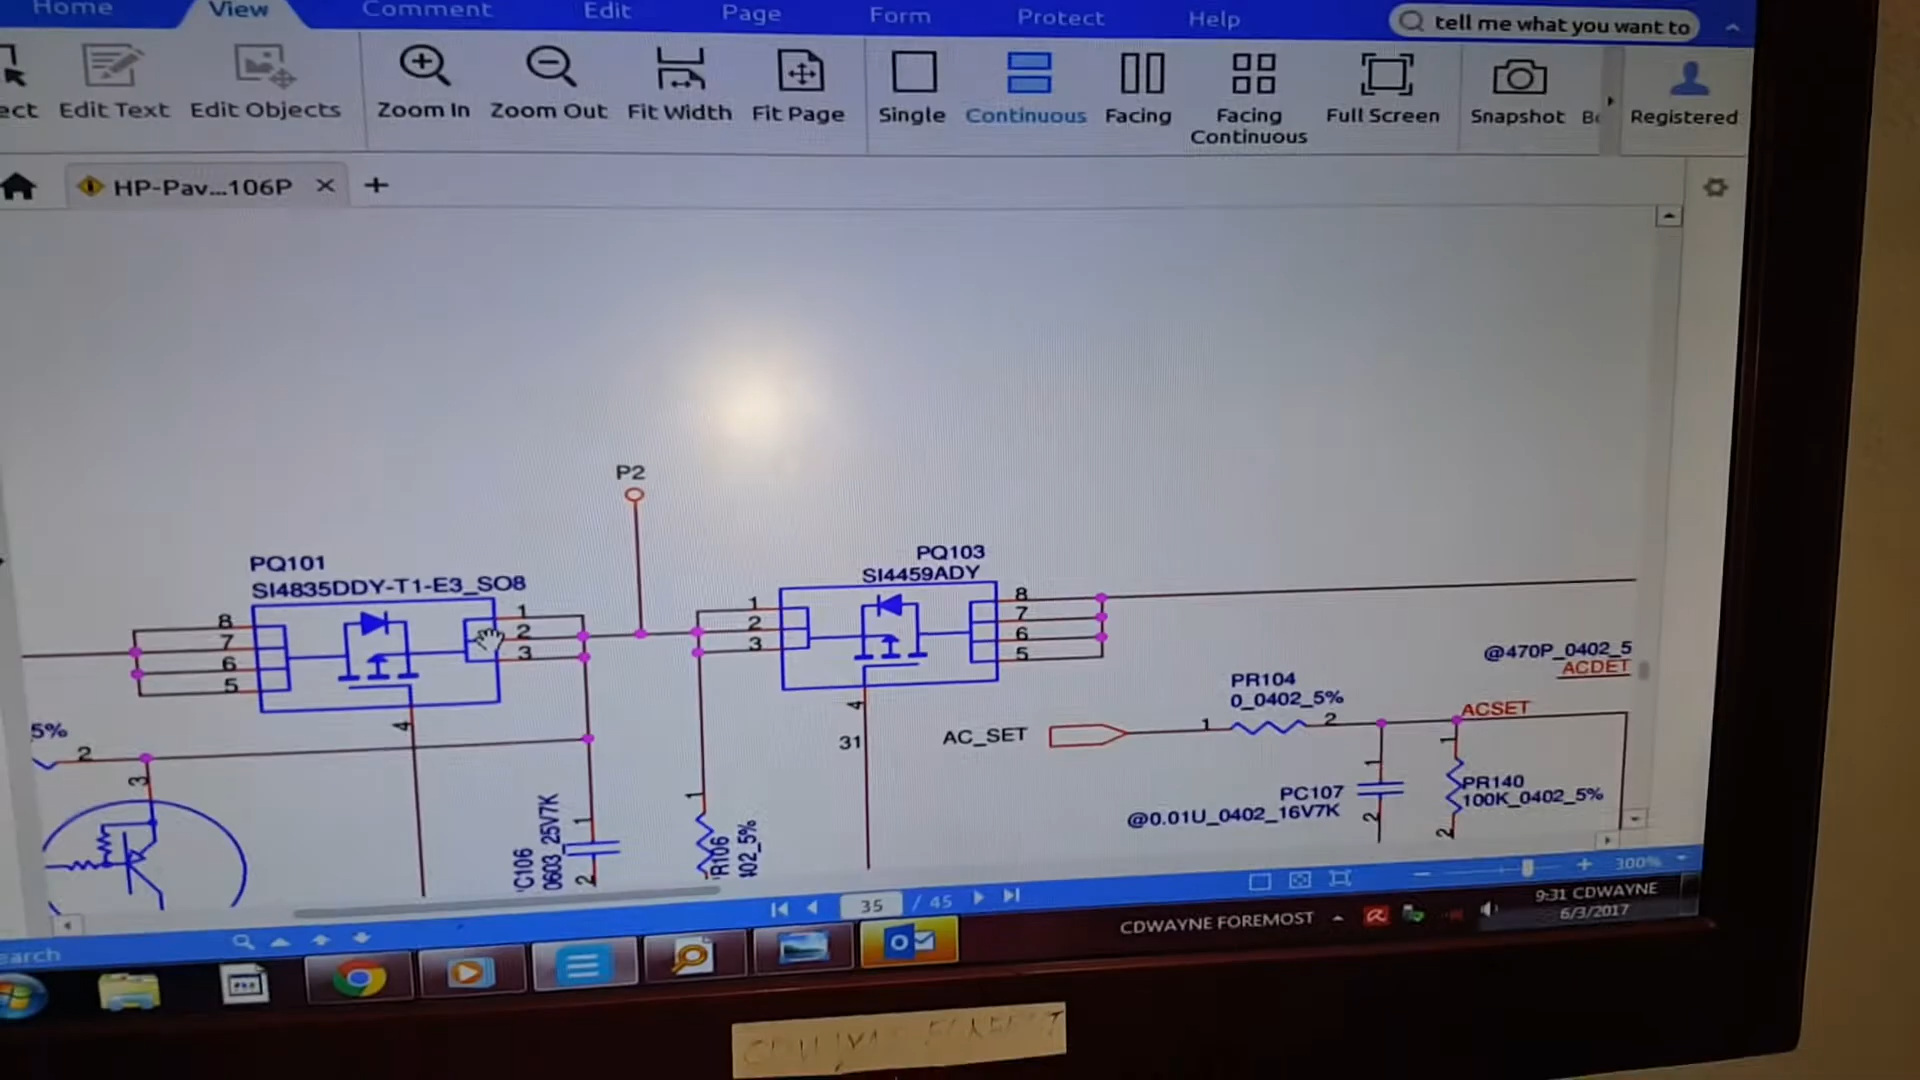 Home View Comment Edit Page Form Protect Help tell me what you want to
ect Edit Text Edit Objects Zoom In Zoom Out Fit Width Fit Page Single Continuous Facing Facing Continuous Full Screen Snapshot Registered
HP-Pav...106P
P2
PQ101
SI4835DDY-T1-E3_SO8
8
7
6
5
1
2
3
4
PQ103
SI4459ADY
1
2
3
8
7
6
5
4
31
@470P_0402_5
ACDET
PR104
0_0402_5%
ACSET
AC_SET
1
2
5%
2
3
1
PR140
100K_0402_5%
2
1
PC107
@0.01U_0402_16V7K
2
C106
0603_25V7K
1
2
1
R106
402_5%
35 / 45
300%
earch
CDWAYNE FOREMOST
9:31 CDWAYNE
6/3/2017